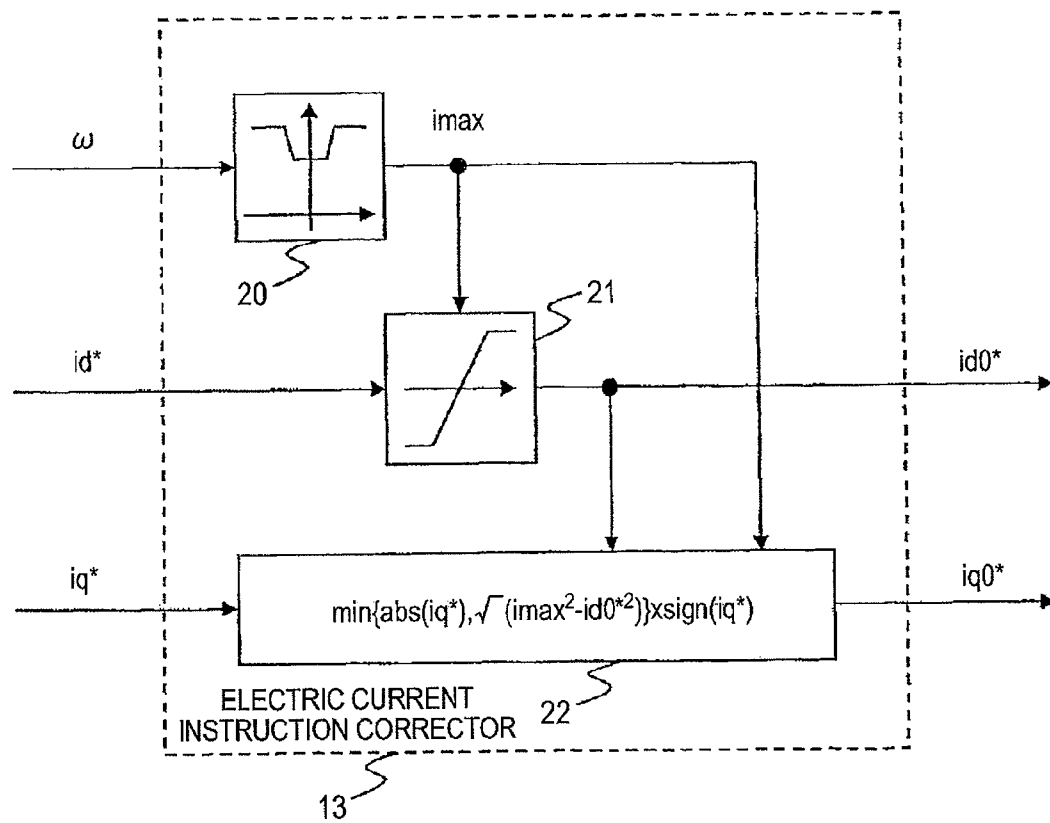 imax
ω
20
21
id*
id0*
iq*
min{abs(iq*),√(imax²-id0*²)}xsign(iq*)
iq0*
ELECTRIC CURRENT
INSTRUCTION CORRECTOR
22
13